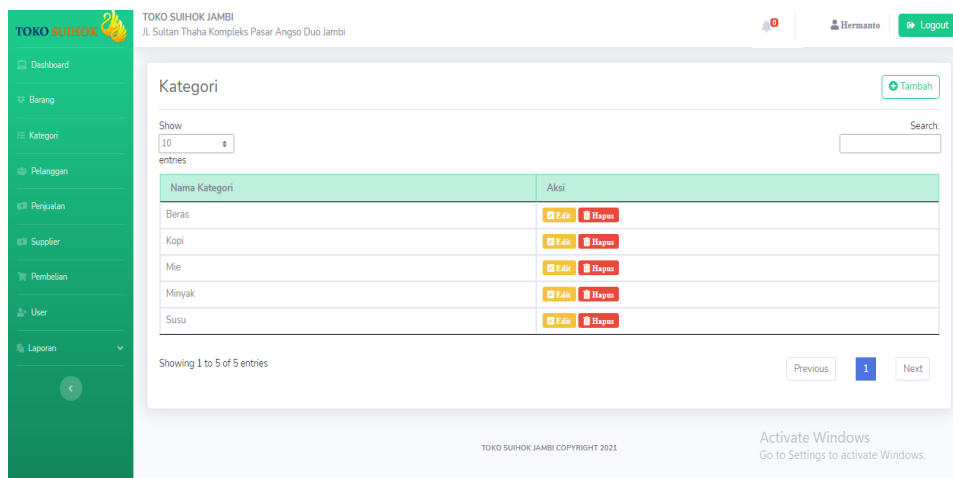 TOKO SUIHOK
TOKO SUIHOK JAMBI
Jl. Sultan Thaha Kompleks Pasar Angso Duo Jambi
0
Hermanto
Logout
Dashboard
Barang
Kategori
Pelanggan
Penjualan
Supplier
Pembelian
User
Laporan
Kategori
Tambah
Show
10
entries
Search:
Nama Kategori Aksi
Beras Edit Hapus
Kopi Edit Hapus
Mie Edit Hapus
Minyak Edit Hapus
Susu Edit Hapus
Showing 1 to 5 of 5 entries
Previous 1 Next
TOKO SUIHOK JAMBI COPYRIGHT 2021
Activate Windows
Go to Settings to activate Windows.